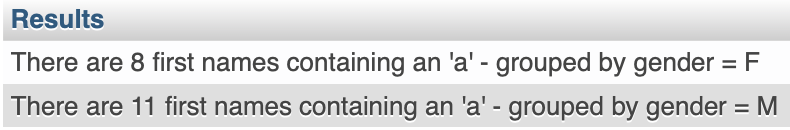 Results
There are 8 first names containing an 'a' - grouped by gender = F
There are 11 first names containing an 'a' - grouped by gender = M